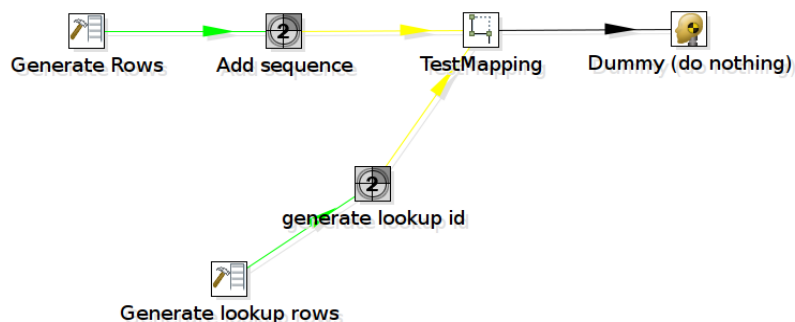 2
Generate Rows
Add sequence
TestMapping
Dummy (do nothing)
2
generate lookup id
Generate lookup rows